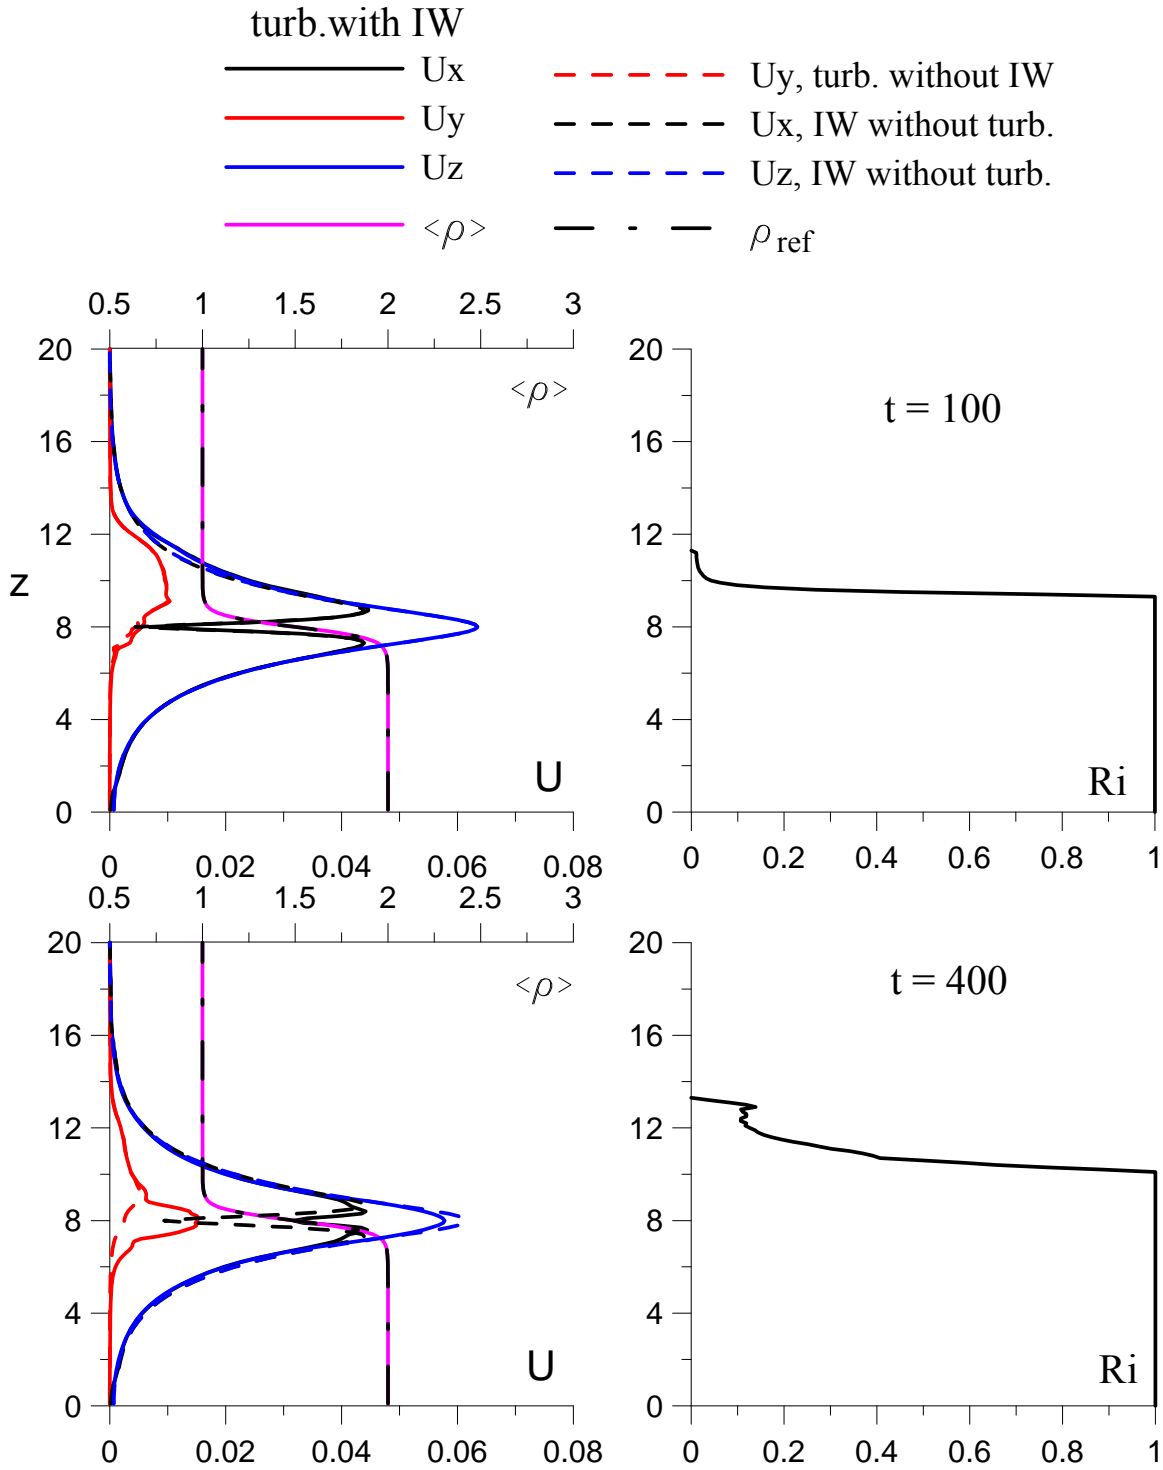 turb.with IW
Ux
Uy
Uz
<ρ>
Uy, turb. without IW
Ux, IW without turb.
Uz, IW without turb.
ρ ref
0.5 1 1.5 2 2.5 3
20
16
12
8
4
0
z
<ρ>
U
0 0.02 0.04 0.06 0.08
20
16
12
8
4
0
t = 100
Ri
0 0.2 0.4 0.6 0.8 1
0.5 1 1.5 2 2.5 3
20
16
12
8
4
0
<ρ>
U
0 0.02 0.04 0.06 0.08
20
16
12
8
4
0
t = 400
Ri
0 0.2 0.4 0.6 0.8 1